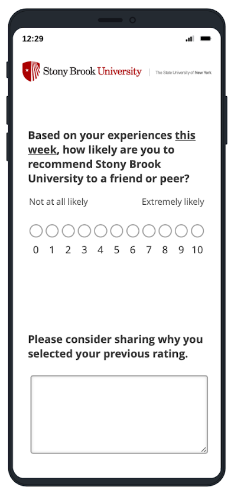 12:29
Stony Brook University | The State University of New York
Based on your experiences this
week, how likely are you to
recommend Stony Brook
University to a friend or peer?
Not at all likely Extremely likely
0 1 2 3 4 5 6 7 8 9 10
Please consider sharing why you
selected your previous rating.